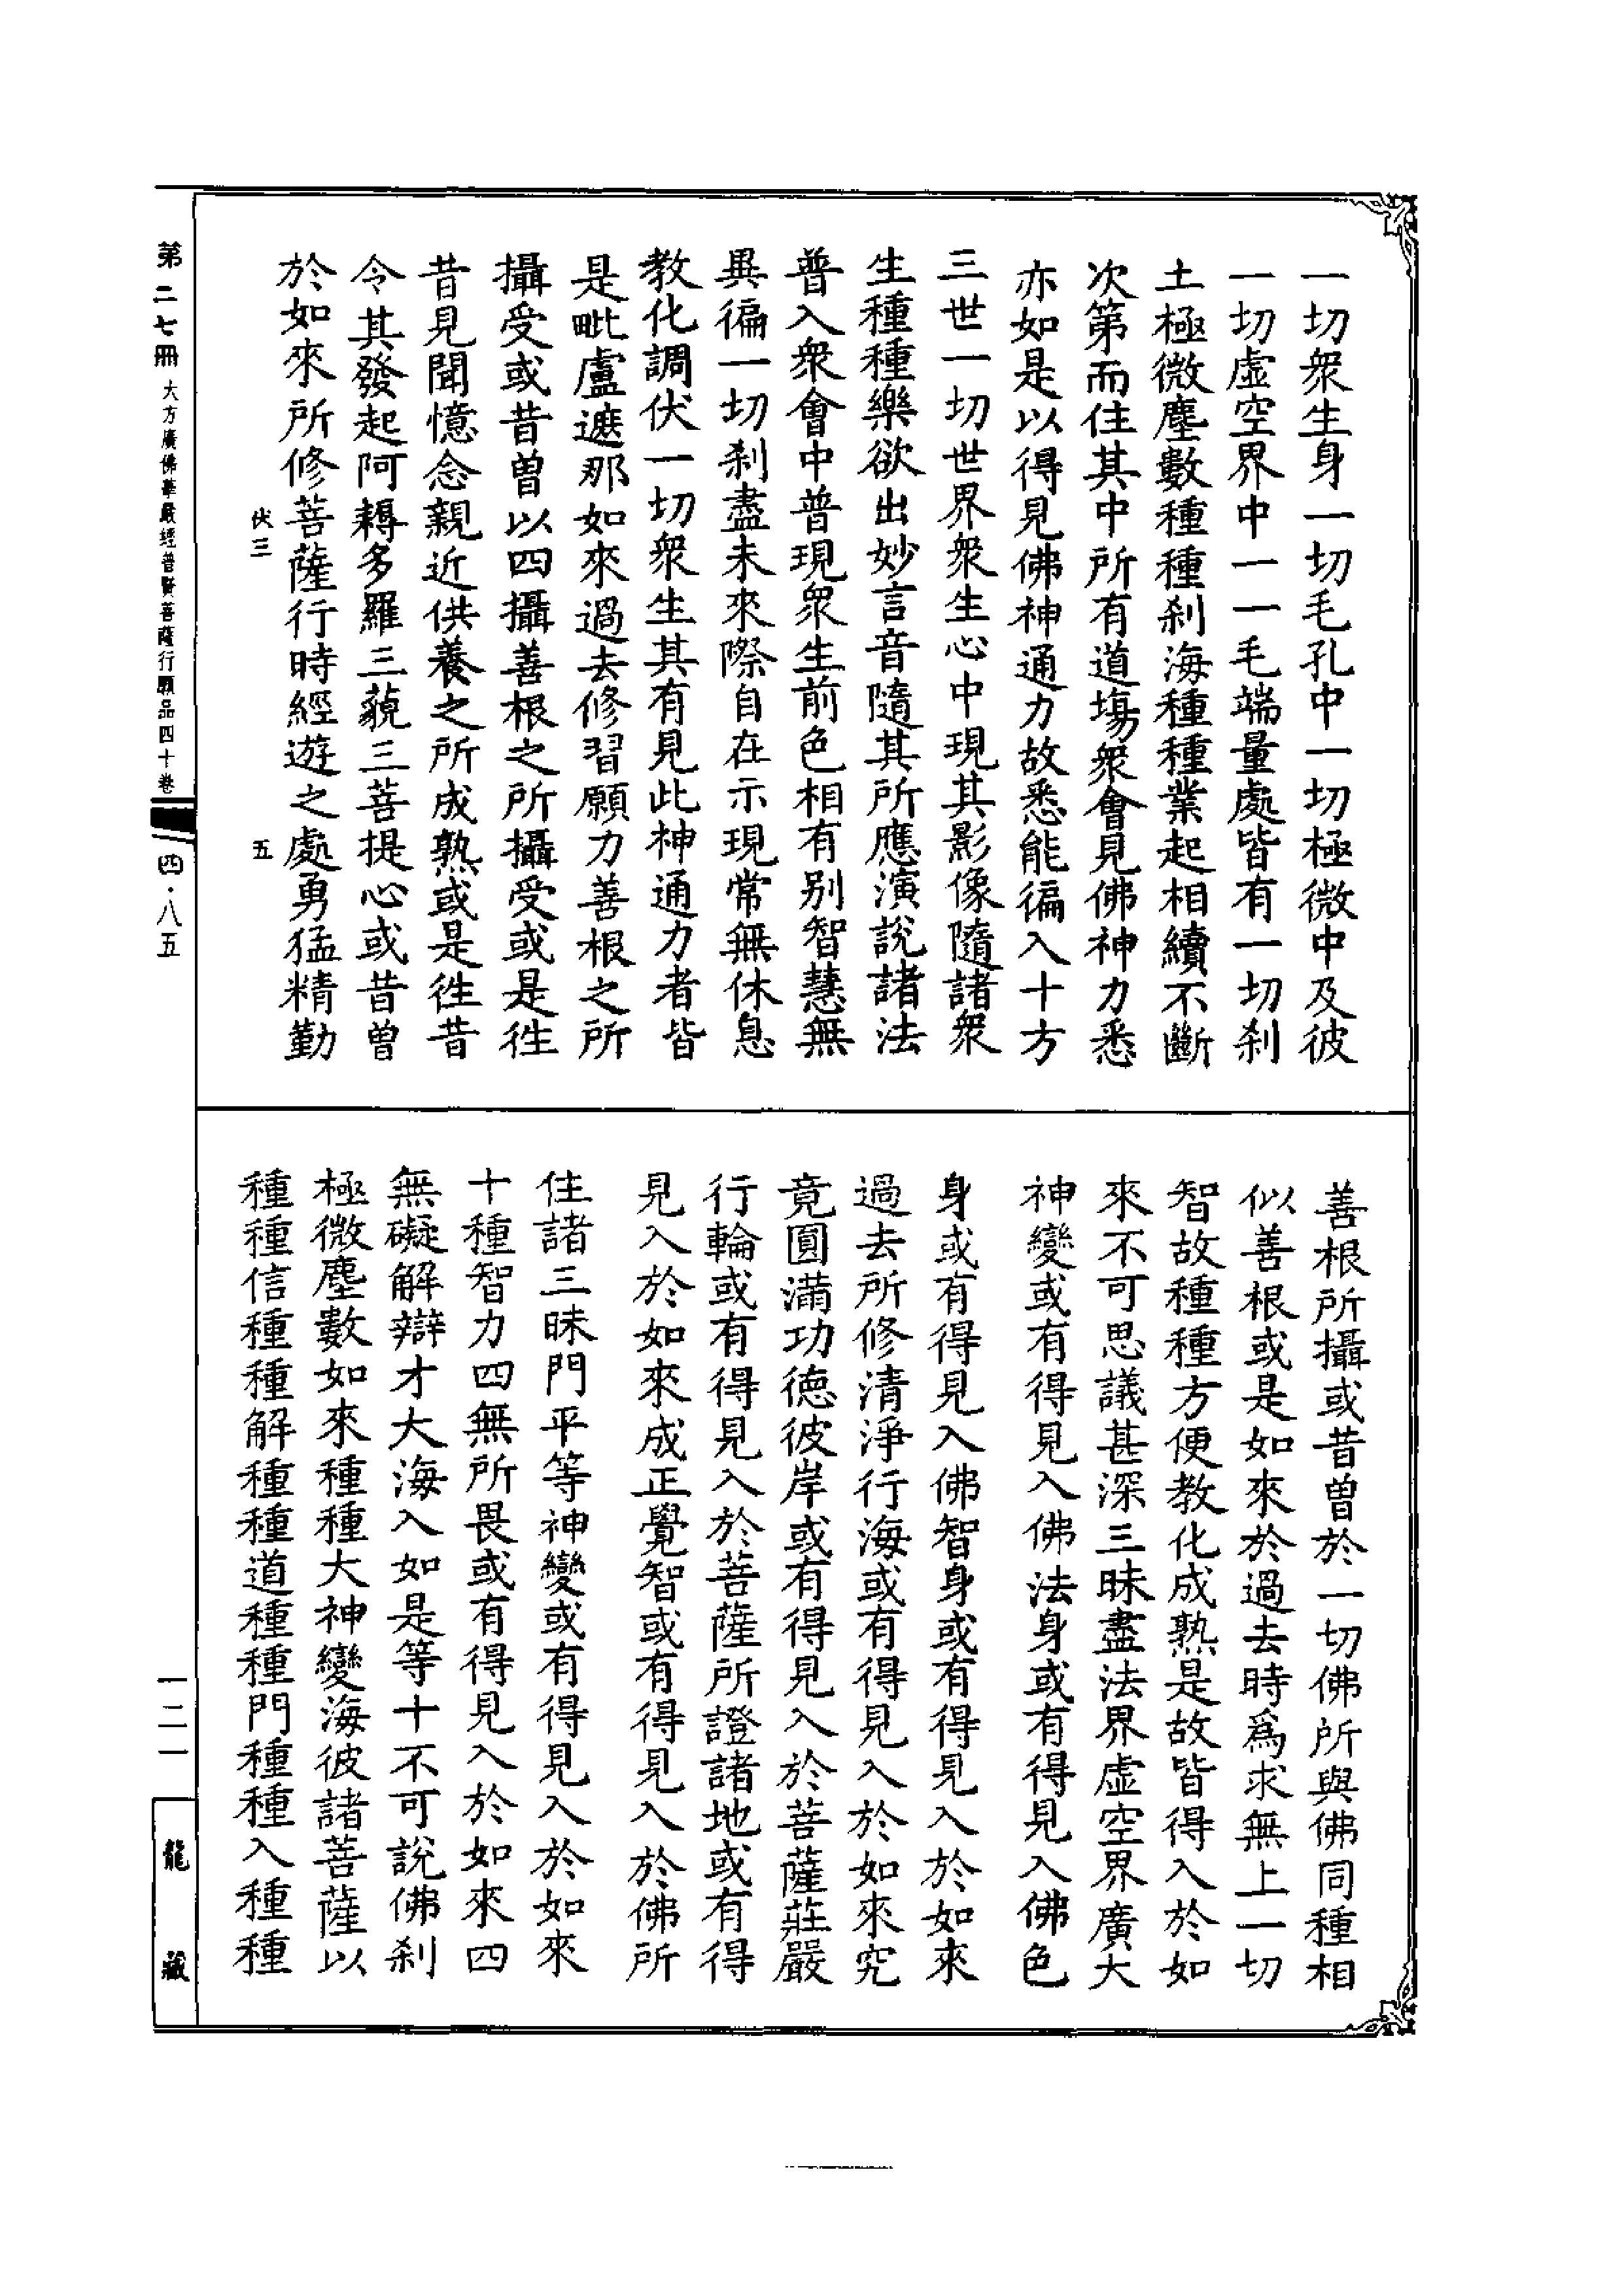 一切衆生身一切毛孔中一切極微中及彼
一切虛空界中一一毛端量處皆有一切刹
土極微塵數種種刹海種種業起相續不斷
次第而住其中所有道塲衆會見佛神力悉
亦如是以得見佛神通力故悉能徧入十方
三世一切世界衆生心中現其影像隨諸衆
生種種樂欲出妙言音隨其所應演說諸法
普入衆會中普現衆生前色相有別智慧無
異徧一切刹盡未來際自在示現常無休息
教化調伏一切衆生其有見此神通力者皆
是毗盧遮那如來過去修習願力善根之所
攝受或昔曾以四攝善根之所攝受或是往
昔見聞憶念親近供養之所成熟或是徃昔
令其發起阿耨多羅三藐三菩提心或昔曾
於如來所修菩薩行時經遊之處勇猛精勤
伏三 五
善根所攝或昔曾於一切佛所與佛同種相
似善根或是如來於過去時爲求無上一切
智故種種方便教化成熟是故皆得入於如
來不可思議甚深三昧盡法界虛空界廣大
神變或有得見入佛法身或有得見入佛色
身或有得見入佛智身或有得見入於如來
過去所修清淨行海或有得見入於如來究
竟圓滿功德彼岸或有得見入於菩薩莊嚴
行輪或有得見入於菩薩所證諸地或有得
見入於如來成正覺智或有得見入於佛所
住諸三昧門平等神變或有得見入於如來
十種智力四無所畏或有得見入於如來四
無礙解辯才大海入如是等十不可說佛刹
極微塵數如來種種大神變海彼諸菩薩以
種種信種種解種種道種種門種種入種種
第二七冊 大方廣佛華嚴經普賢菩薩行願品四十卷 四·八五
一二一
龍藏